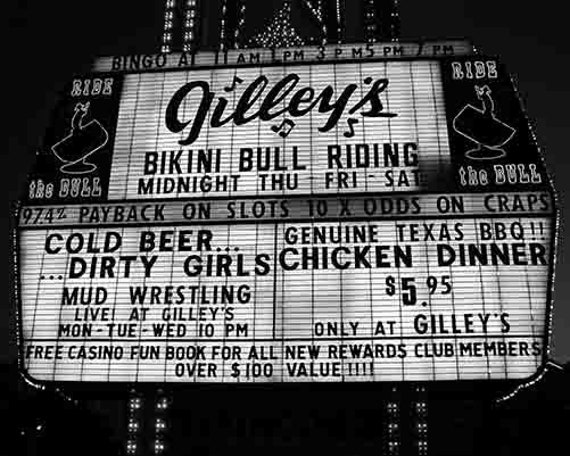 BINGO AT 11 AM 1 PM 3 PM 5 PM 7 PM
RIDE
the BULL
Gilley's
BIKINI BULL RIDING
MIDNIGHT THU - FRI - SAT
RIDE
the BULL
97.4% PAYBACK ON SLOTS 10 X ODDS ON CRAPS
COLD BEER...
...DIRTY GIRLS
MUD WRESTLING
LIVE! AT GILLEY'S
MON - TUE - WED 10 PM
GENUINE TEXAS BBQ!!
CHICKEN DINNER
$5.95
ONLY AT GILLEY'S
FREE CASINO FUN BOOK FOR ALL NEW REWARDS CLUB MEMBERS
OVER $100 VALUE!!!!